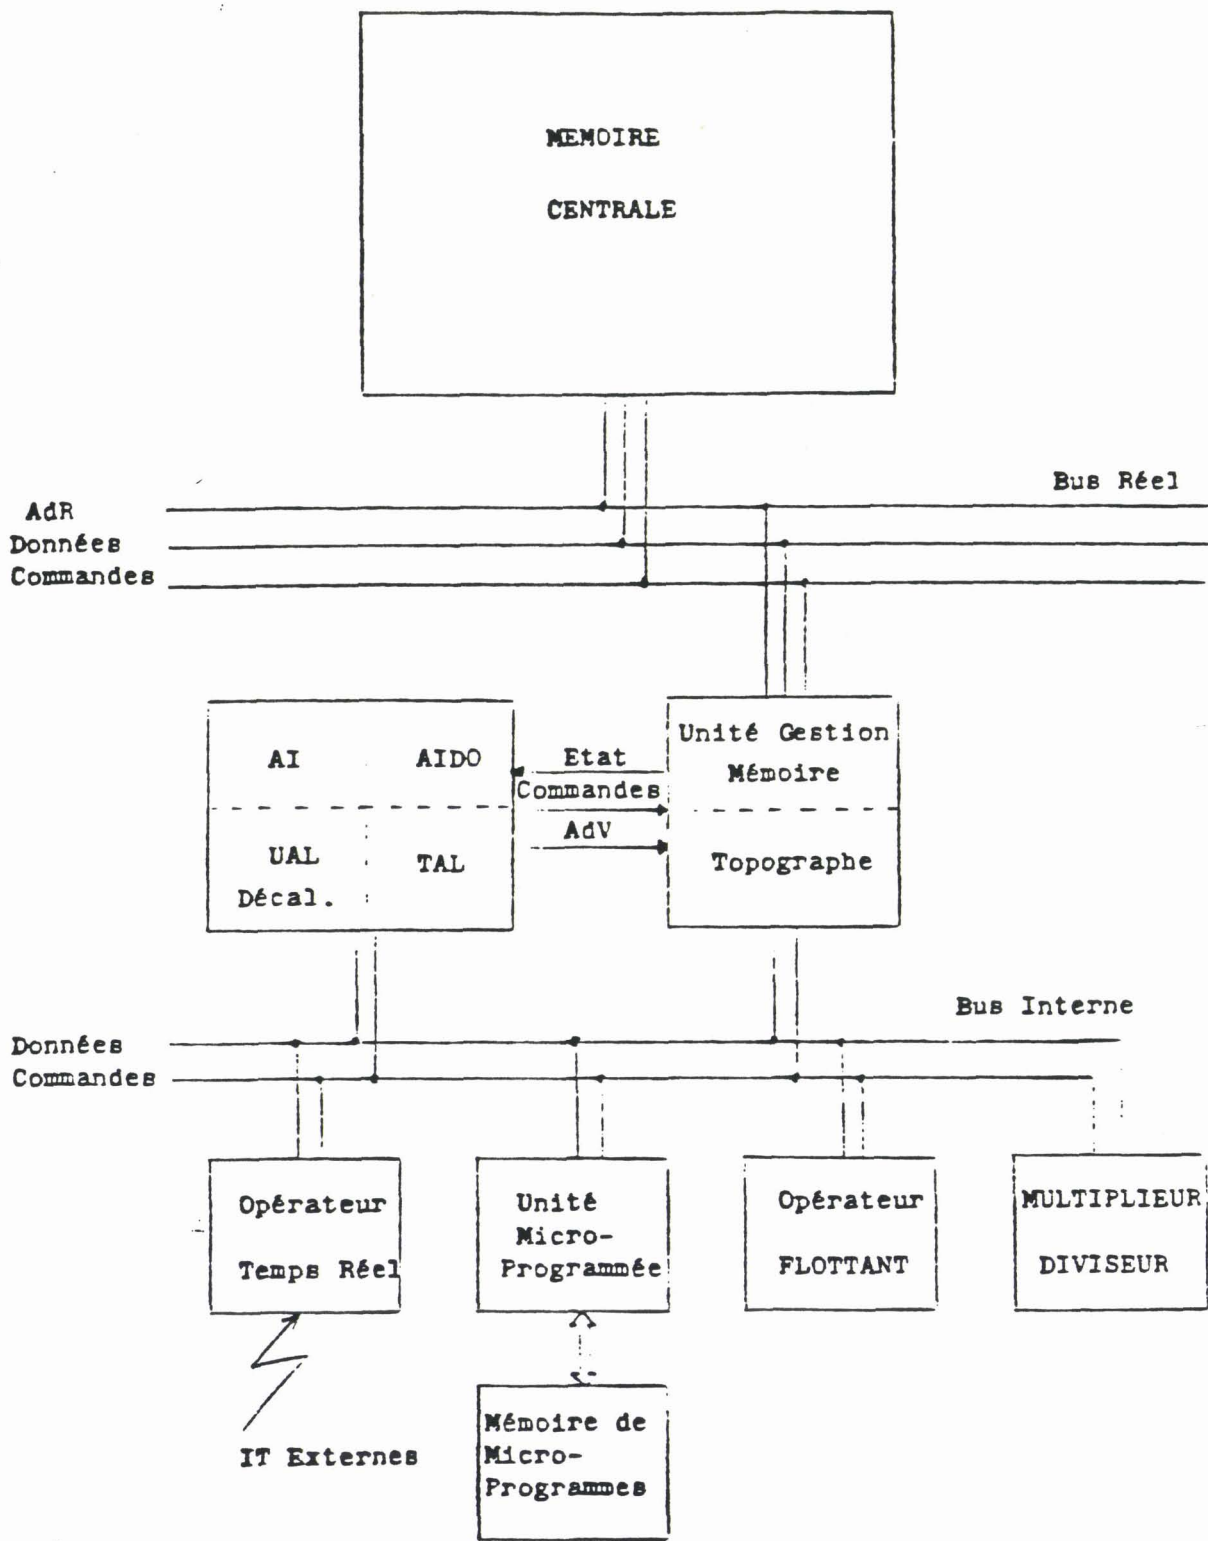 MEMOIRE
CENTRALE
Bus Réel
AdR
Données
Commandes
AI
AIDO
UAL
Décal.
TAL
Etat
Commandes
AdV
Unité Gestion
Mémoire
Topographe
Bus Interne
Données
Commandes
Opérateur
Temps Réel
Unité
Micro-
Programmée
Opérateur
FLOTTANT
MULTIPLIEUR
DIVISEUR
IT Externes
Mémoire de
Micro-
Programmes